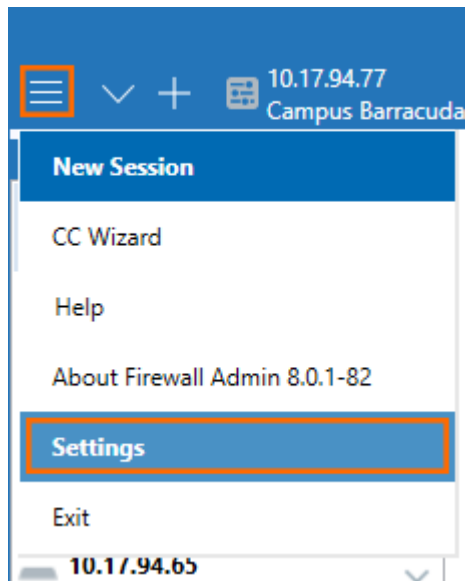 10.17.94.77
Campus Barracuda
New Session
CC Wizard
Help
About Firewall Admin 8.0.1-82
Settings
Exit
10.17.94.65